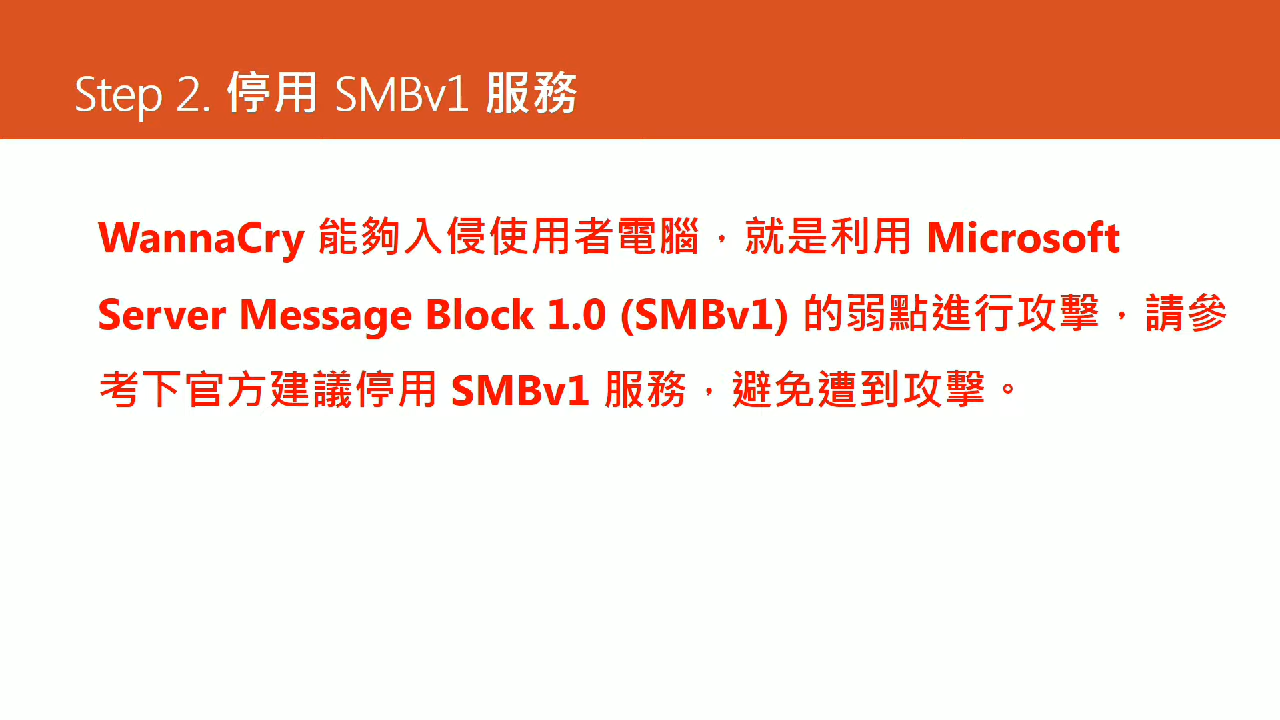 Step 2. 停用 SMBv1 服務
WannaCry 能夠入侵使用者電腦，就是利用 Microsoft
Server Message Block 1.0 (SMBv1) 的弱點進行攻擊，請參
考下官方建議停用 SMBv1 服務，避免遭到攻擊。